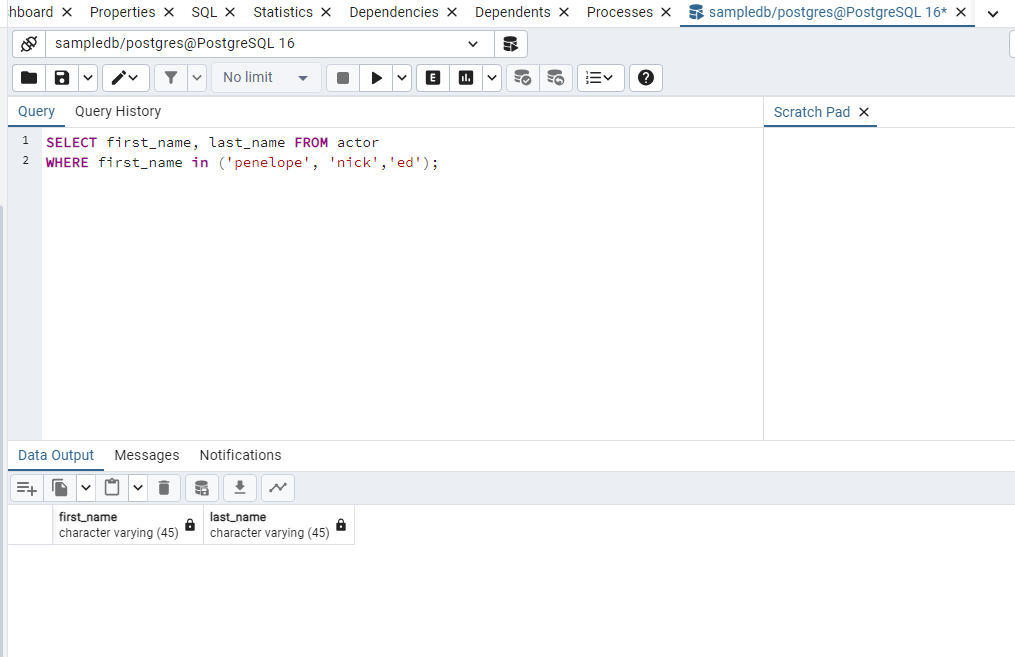 hboard Properties SQL Statistics Dependencies Dependents Processes sampledb/postgres@PostgreSQL 16*
sampledb/postgres@PostgreSQL 16
No limit E
Query Query History Scratch Pad
1 SELECT first_name, last_name FROM actor
2 WHERE first_name in ('penelope', 'nick','ed');
Data Output Messages Notifications
first_name last_name
character varying (45) character varying (45)